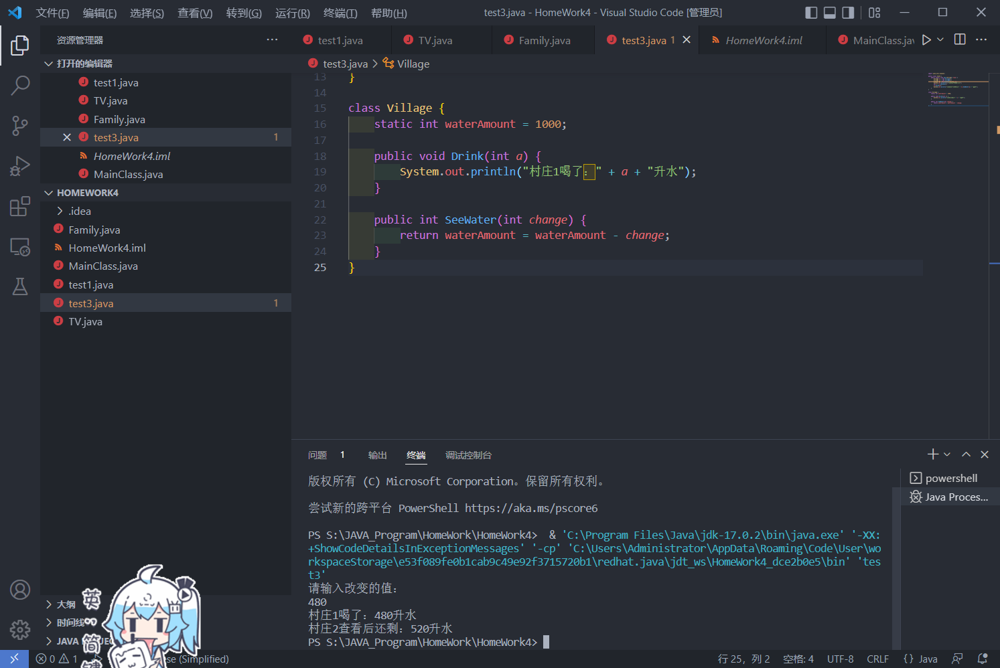 文件(F) 编辑(E) 选择(S) 查看(V) 转到(G) 运行(R) 终端(T) 帮助(H) test3.java - HomeWork4 - Visual Studio Code [管理员]
资源管理器
打开的编辑器
test1.java
TV.java
Family.java
test3.java 1
HomeWork4.iml
MainClass.java
HOMEWORK4
.idea
Family.java
HomeWork4.iml
MainClass.java
test1.java
test3.java 1
TV.java
大纲
时间线
英
简
test1.java TV.java Family.java test3.java 1 HomeWork4.iml MainClass.jav
test3.java Village
13 }
14
15 class Village {
16 static int waterAmount = 1000;
17
18 public void Drink(int a) {
19 System.out.println("村庄1喝了：" + a + "升水");
20 }
21
22 public int SeeWater(int change) {
23 return waterAmount = waterAmount - change;
24 }
25 }
问题 1 输出 终端 调试控制台
版权所有 (C) Microsoft Corporation。保留所有权利。
尝试新的跨平台 PowerShell https://aka.ms/pscore6
PS S:\JAVA_Program\HomeWork\HomeWork4> & 'C:\Program Files\Java\jdk-17.0.2\bin\java.exe' '-XX:
+ShowCodeDetailsInExceptionMessages' '-cp' 'C:\Users\Administrator\AppData\Roaming\Code\User\wo
rkspaceStorage\e53f089fe0b1cab9c49e92f3715720b1\redhat.java\jdt_ws\HomeWork4_dce2b0e5\bin' 'tes
t3'
请输入改变的值：
480
村庄1喝了：480升水
村庄2查看后还剩：520升水
PS S:\JAVA_Program\HomeWork\HomeWork4>
powershell
Java Proces...
0 1 (Simplified) 行 25，列 2 空格: 4 UTF-8 CRLF {} Java